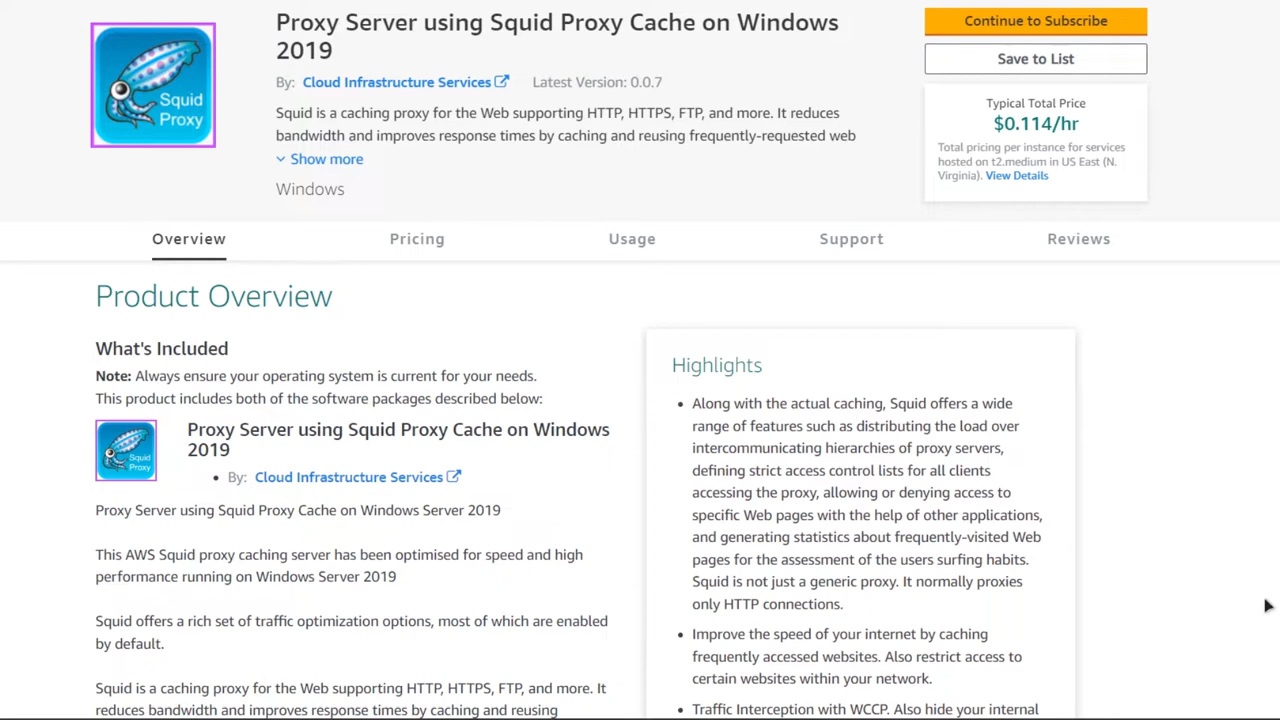 Squid
Proxy
Proxy Server using Squid Proxy Cache on Windows
2019
By: Cloud Infrastructure Services Latest Version: 0.0.7
Squid is a caching proxy for the Web supporting HTTP, HTTPS, FTP, and more. It reduces
bandwidth and improves response times by caching and reusing frequently-requested web
Show more
Windows
Continue to Subscribe
Save to List
Typical Total Price
$0.114/hr
Total pricing per instance for services
hosted on t2.medium in US East (N.
Virginia). View Details
Overview
Pricing
Usage
Support
Reviews
Product Overview
What's Included
Note: Always ensure your operating system is current for your needs.
This product includes both of the software packages described below:
Squid
Proxy
Proxy Server using Squid Proxy Cache on Windows
2019
By: Cloud Infrastructure Services
Proxy Server using Squid Proxy Cache on Windows Server 2019
This AWS Squid proxy caching server has been optimised for speed and high
performance running on Windows Server 2019
Squid offers a rich set of traffic optimization options, most of which are enabled
by default.
Squid is a caching proxy for the Web supporting HTTP, HTTPS, FTP, and more. It
reduces bandwidth and improves response times by caching and reusing
Highlights
Along with the actual caching, Squid offers a wide
range of features such as distributing the load over
intercommunicating hierarchies of proxy servers,
defining strict access control lists for all clients
accessing the proxy, allowing or denying access to
specific Web pages with the help of other applications,
and generating statistics about frequently-visited Web
pages for the assessment of the users surfing habits.
Squid is not just a generic proxy. It normally proxies
only HTTP connections.
Improve the speed of your internet by caching
frequently accessed websites. Also restrict access to
certain websites within your network.
Traffic Interception with WCCP. Also hide your internal